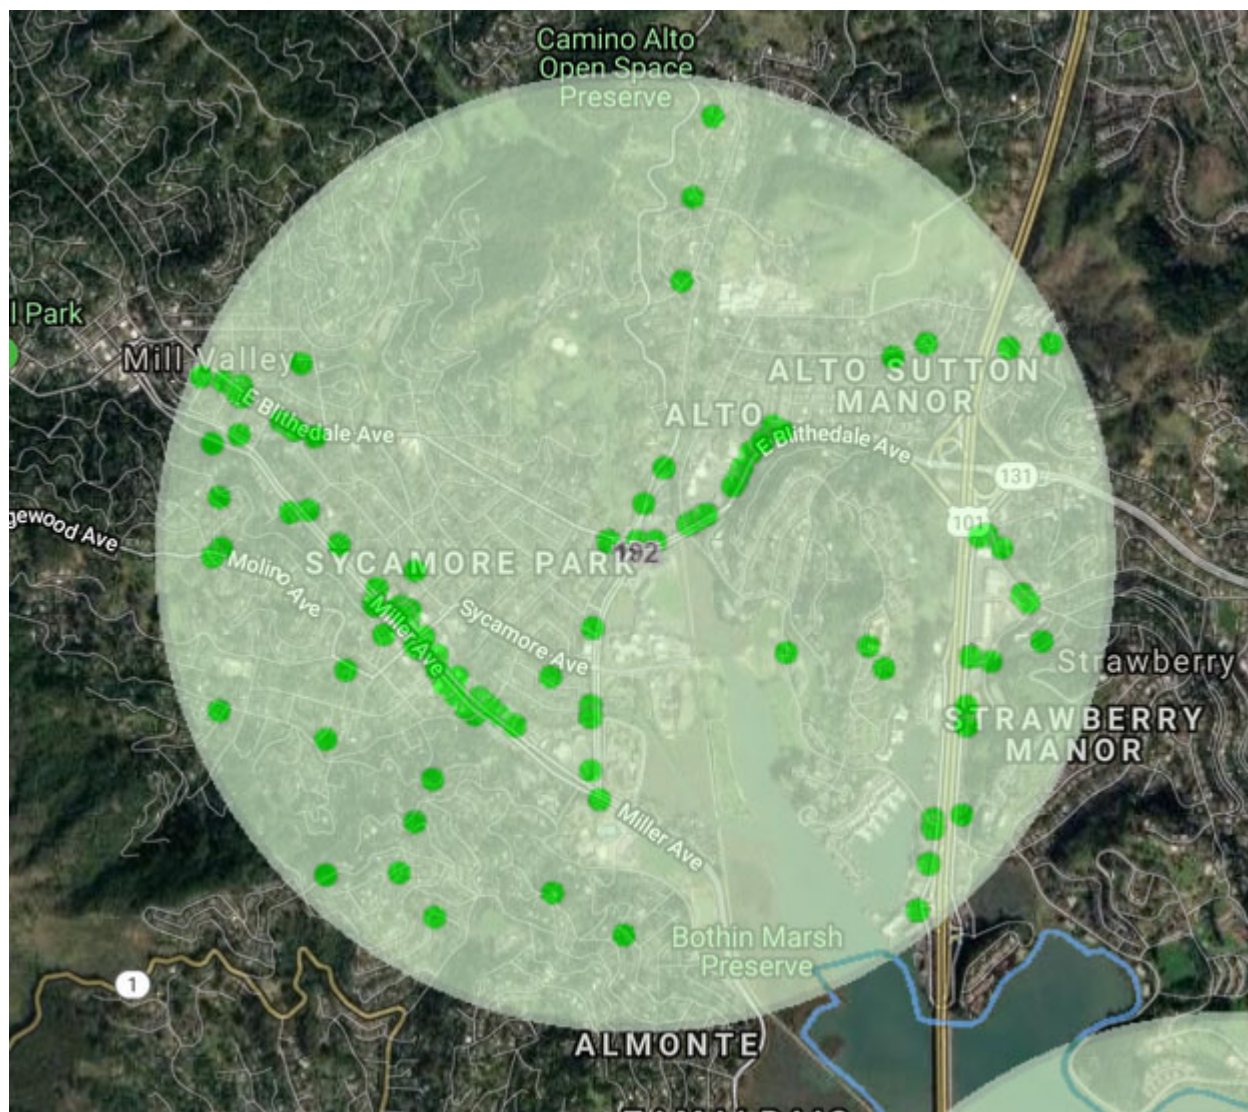 Camino Alto
Open Space
Preserve
l Park
Mill Valley
E Blithedale Ave
ALTO SUTTON
MANOR
ALTO
E Blithedale Ave
131
101
gewood Ave
SYCAMORE PARK
192
Molino Ave
Miller Ave
Sycamore Ave
Strawberry
STRAWBERRY
MANOR
Miller Ave
Bothin Marsh
Preserve
1
ALMONTE